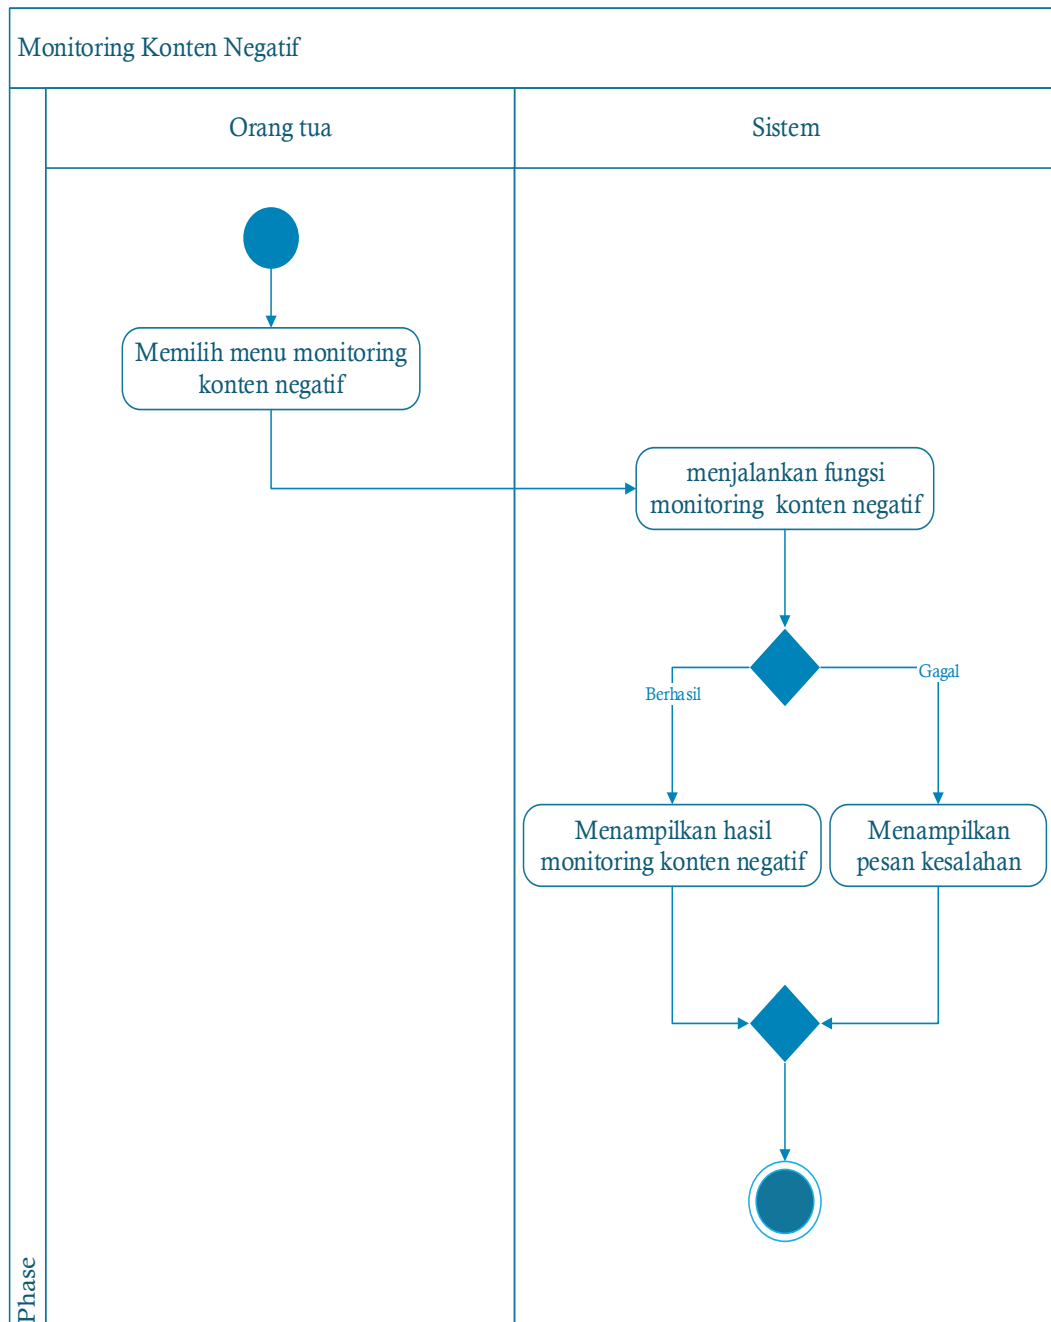 Monitoring Konten Negatif
Orang tua
Sistem
Memilih menu monitoring
konten negatif
menjalankan fungsi
monitoring konten negatif
Berhasil
Gagal
Menampilkan hasil
monitoring konten negatif
Menampilkan
pesan kesalahan
Phase